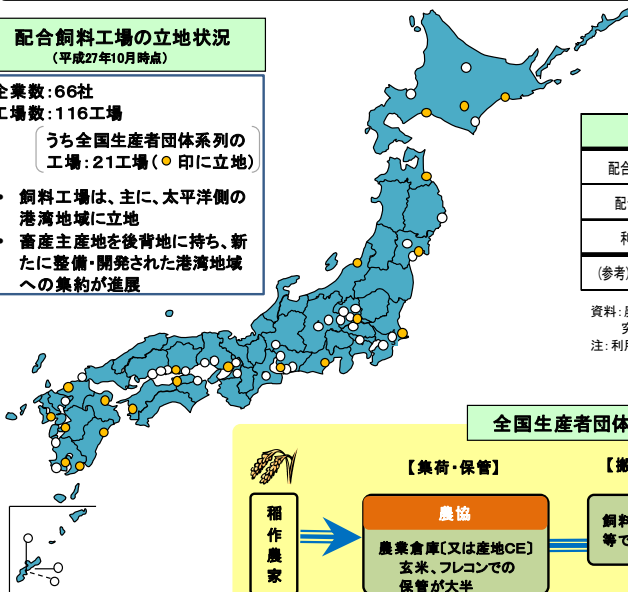 配合飼料工場の立地状況
（平成27年10月時点）
企業数：66社
工場数：116工場
うち全国生産者団体系列の
工場：21工場（ 印に立地）
・ 飼料工場は、主に、太平洋側の
港湾地域に立地
・ 畜産主産地を後背地に持ち、新
たに整備・開発された港湾地域
への集約が進展
配合
配
利
（参考）
資料：
注：利用
全国生産者団体
【集荷・保管】
【搬
稲作農家
農協
農業倉庫〔又は産地CE〕
玄米、フレコンでの
保管が大半
飼料
等で